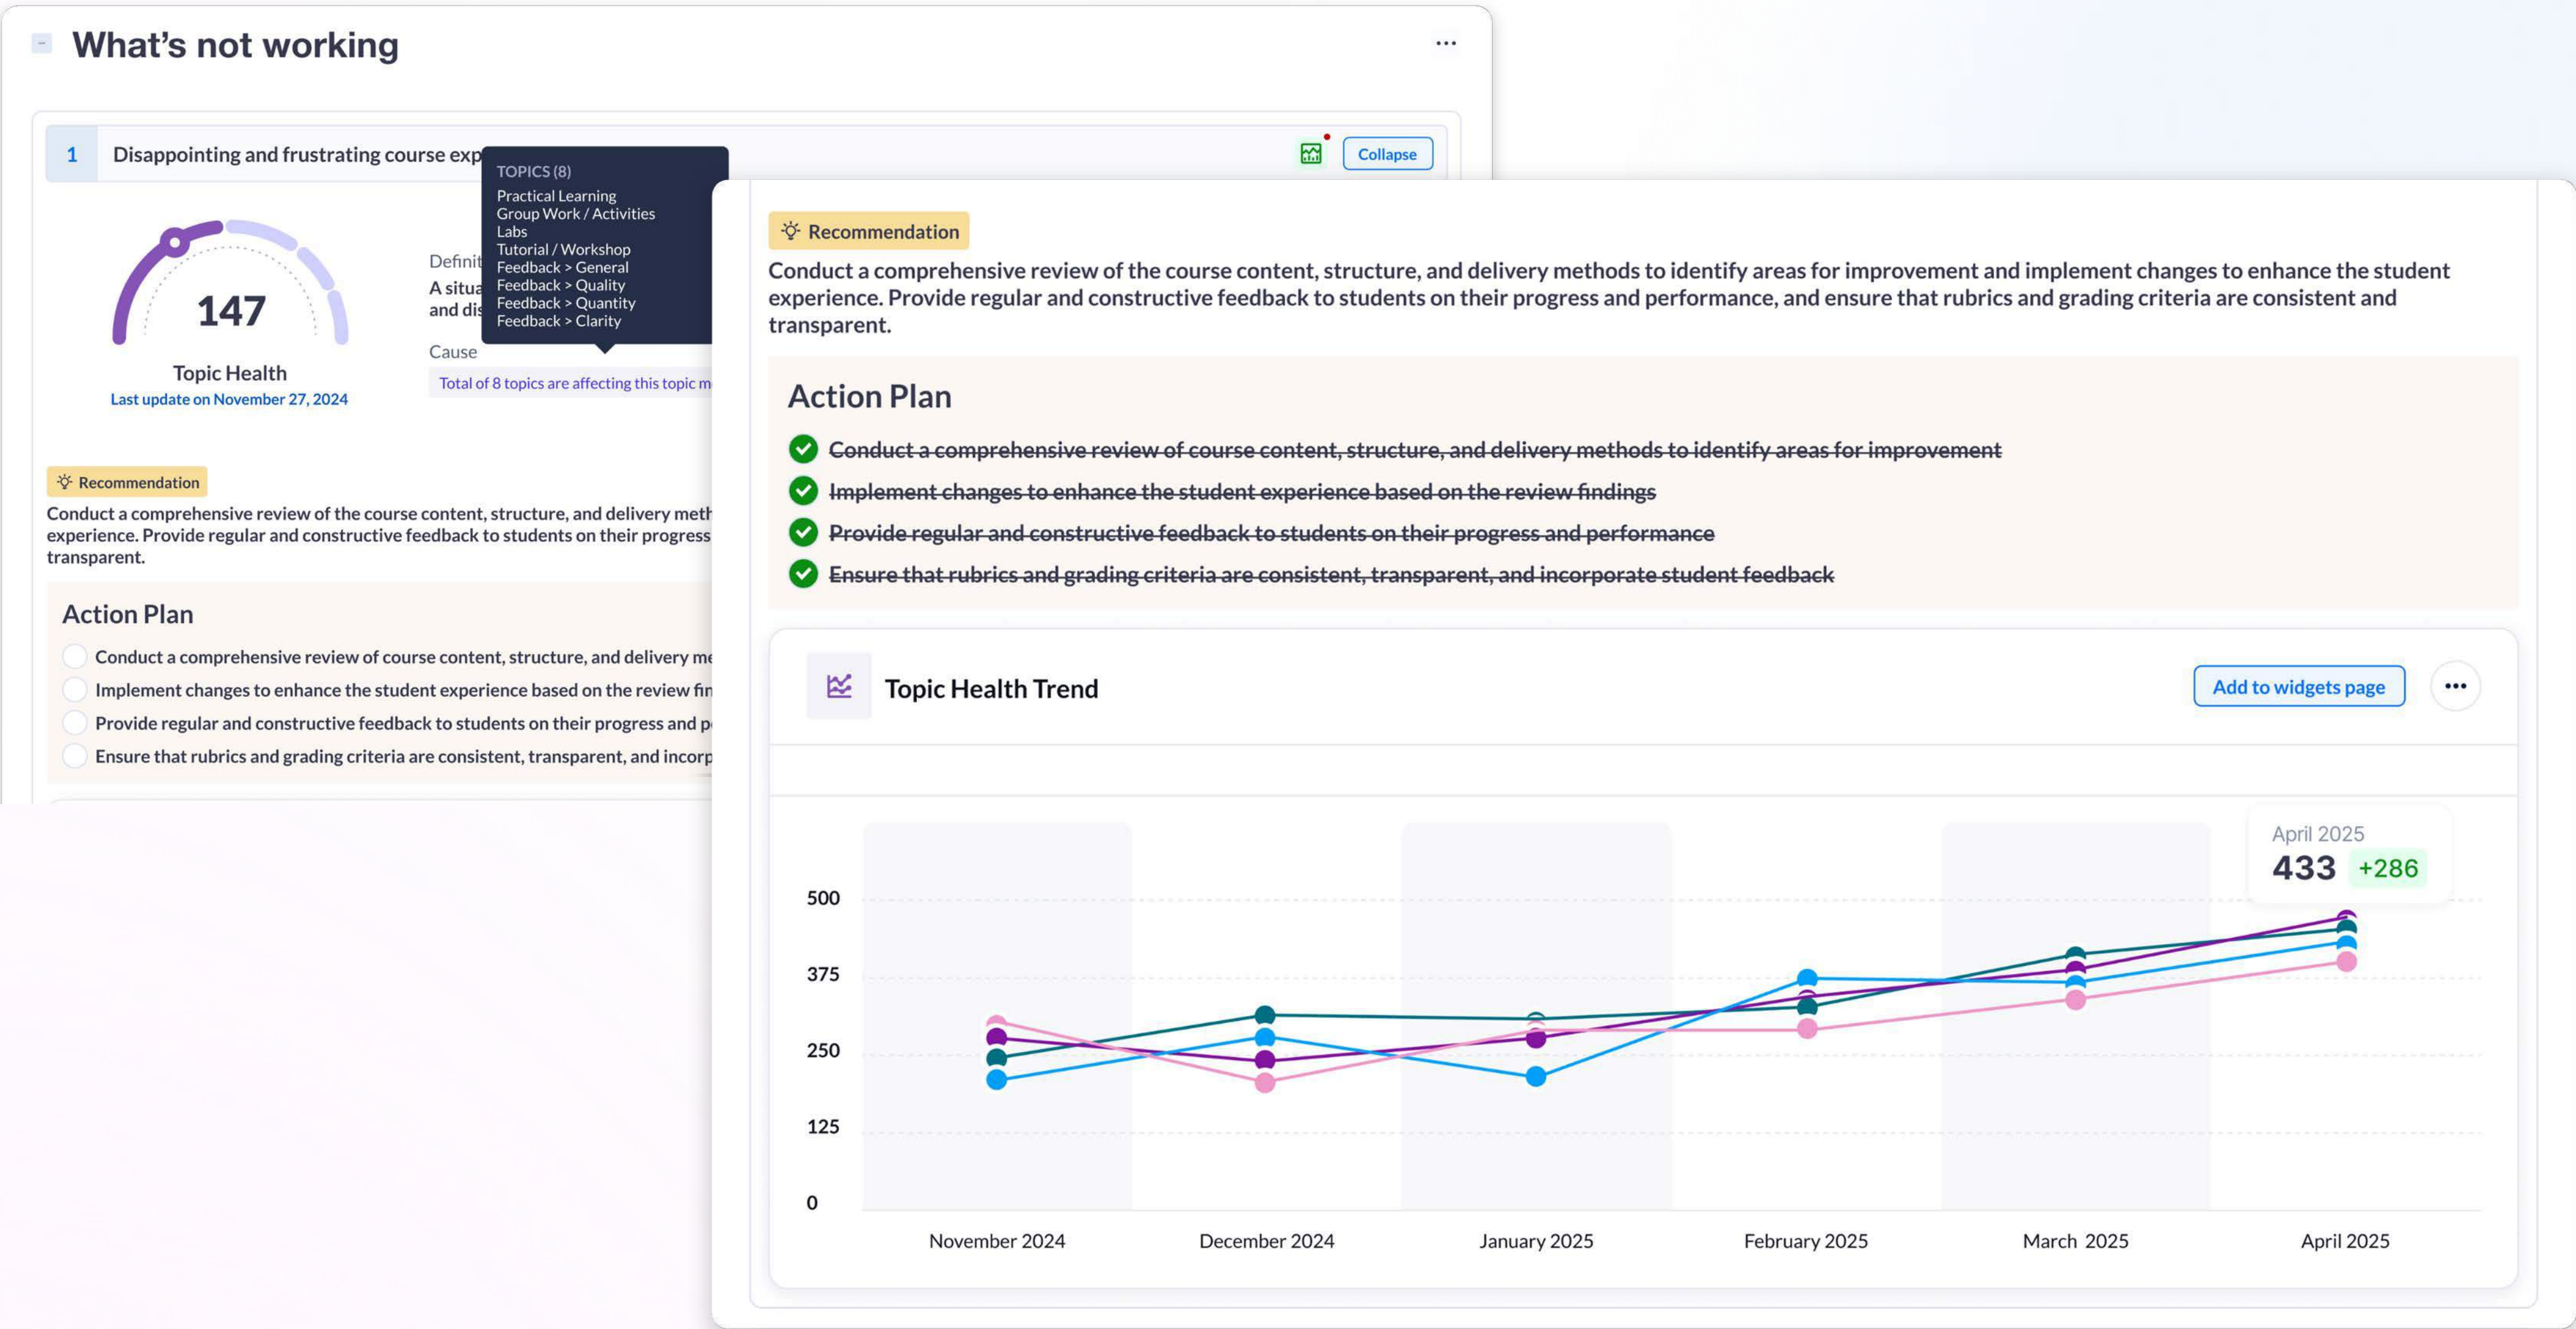 What's not working
1
Disappointing and frustrating course exp
Collapse
TOPICS (8)
Practical Learning
Group Work / Activities
Labs
Tutorial / Workshop
Feedback > General
Feedback > Quality
Feedback > Quantity
Feedback > Clarity
147
Topic Health
Last update on November 27, 2024
Definit
A situa
and dis
Cause
Total of 8 topics are affecting this topic m
Recommendation
Conduct a comprehensive review of the course content, structure, and delivery meth
experience. Provide regular and constructive feedback to students on their progress
transparent.
Action Plan
Conduct a comprehensive review of course content, structure, and delivery me
Implement changes to enhance the student experience based on the review fin
Provide regular and constructive feedback to students on their progress and p
Ensure that rubrics and grading criteria are consistent, transparent, and incorp
Recommendation
Conduct a comprehensive review of the course content, structure, and delivery methods to identify areas for improvement and implement changes to enhance the student
experience. Provide regular and constructive feedback to students on their progress and performance, and ensure that rubrics and grading criteria are consistent and
transparent.
Action Plan
Conduct a comprehensive review of course content, structure, and delivery methods to identify areas for improvement
Implement changes to enhance the student experience based on the review findings
Provide regular and constructive feedback to students on their progress and performance
Ensure that rubrics and grading criteria are consistent, transparent, and incorporate student feedback
Topic Health Trend
Add to widgets page
April 2025
433 +286
500
375
250
125
0
November 2024
December 2024
January 2025
February 2025
March 2025
April 2025